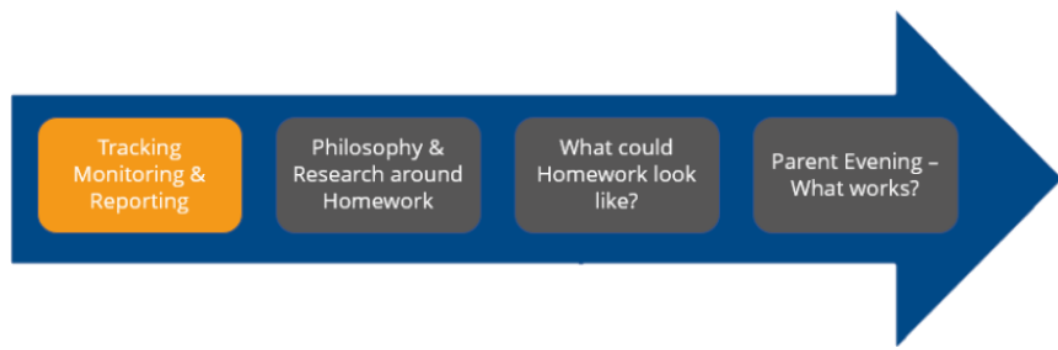 Tracking
Monitoring &
Reporting
Philosophy &
Research around
Homework
What could
Homework look
like?
Parent Evening –
What works?